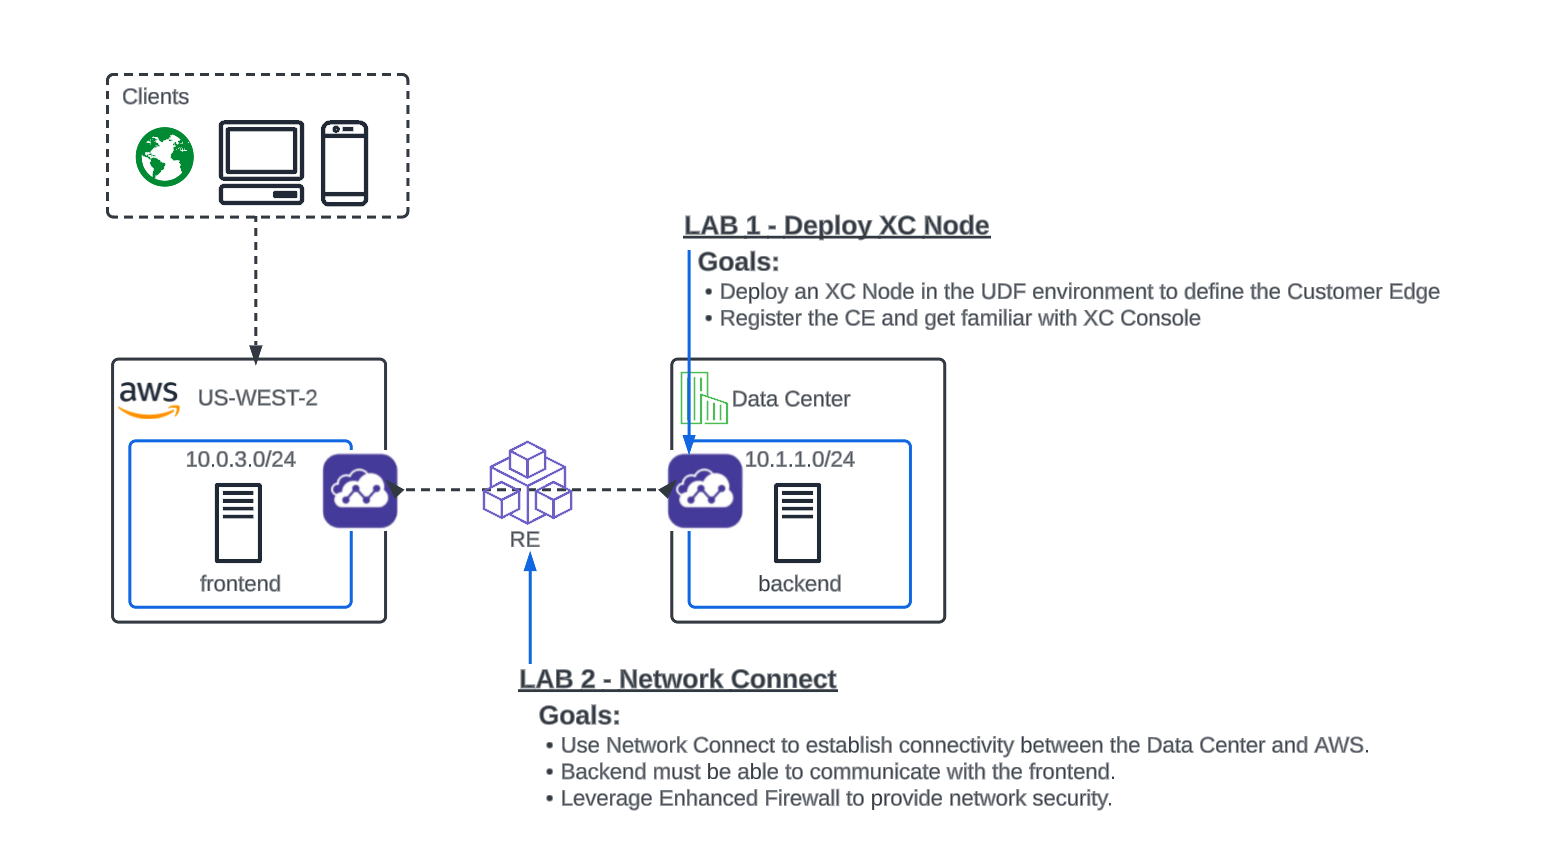 Clients
LAB 1 - Deploy XC Node
Goals:
• Deploy an XC Node in the UDF environment to define the Customer Edge
• Register the CE and get familiar with XC Console
aws
US-WEST-2
10.0.3.0/24
frontend
RE
Data Center
10.1.1.0/24
backend
LAB 2 - Network Connect
Goals:
• Use Network Connect to establish connectivity between the Data Center and AWS.
• Backend must be able to communicate with the frontend.
• Leverage Enhanced Firewall to provide network security.